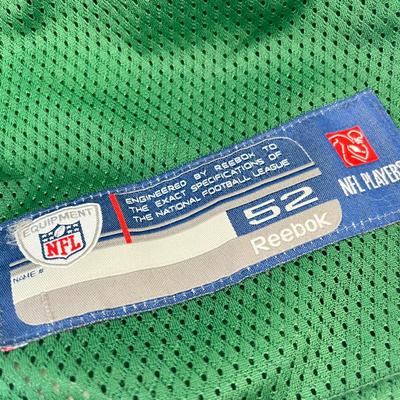 EQUIPMENT
NFL
NAME #
ENGINEERED BY REEBOK TO
THE EXACT SPECIFICATIONS OF
THE NATIONAL FOOTBALL LEAGUE
52
Reebok
NFL PLAYERS